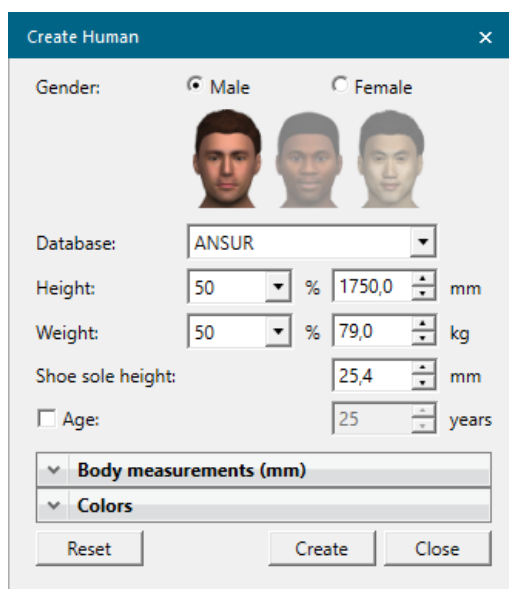 Create Human
Gender: Male Female
Database: ANSUR
Height: 50 % 1750,0 mm
Weight: 50 % 79,0 kg
Shoe sole height: 25,4 mm
Age: 25 years
Body measurements (mm)
Colors
Reset Create Close